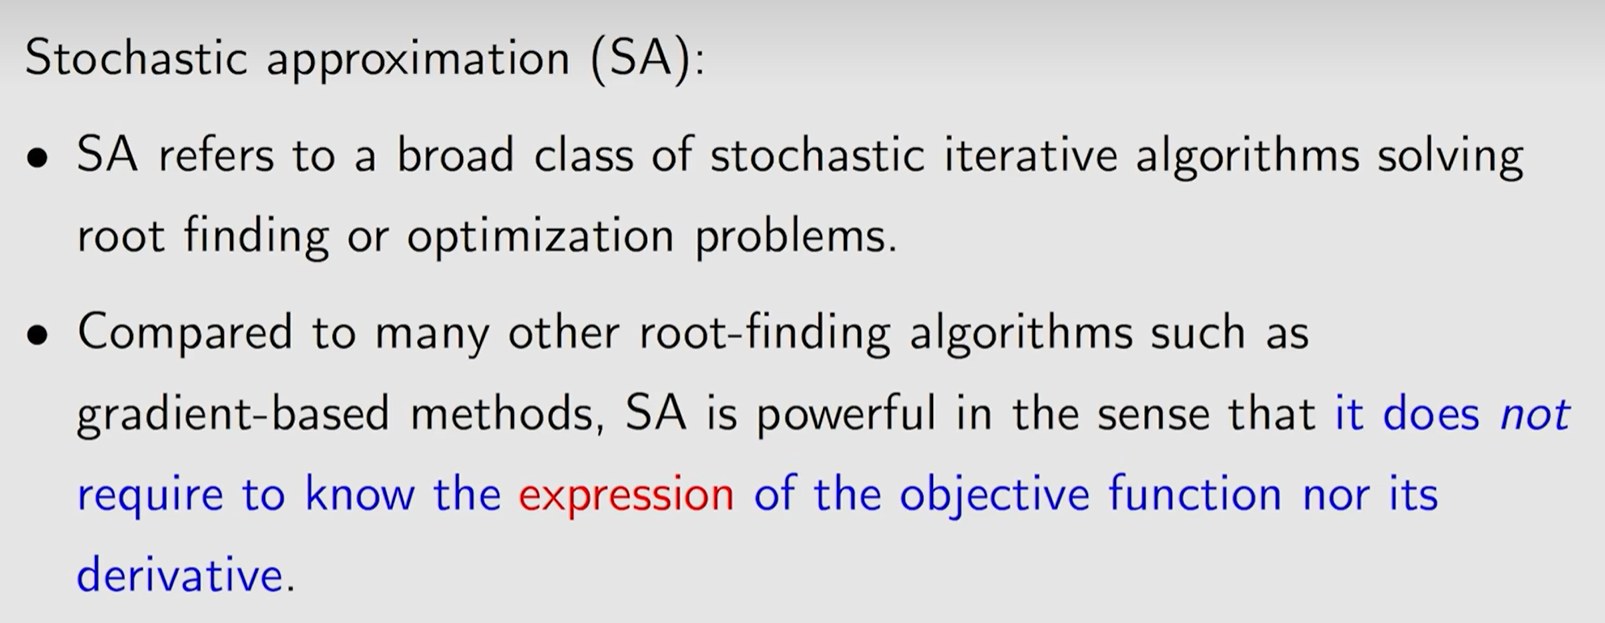 Stochastic approximation (SA):
• SA refers to a broad class of stochastic iterative algorithms solving
root finding or optimization problems.
• Compared to many other root-finding algorithms such as
gradient-based methods, SA is powerful in the sense that it does not
require to know the expression of the objective function nor its
derivative.